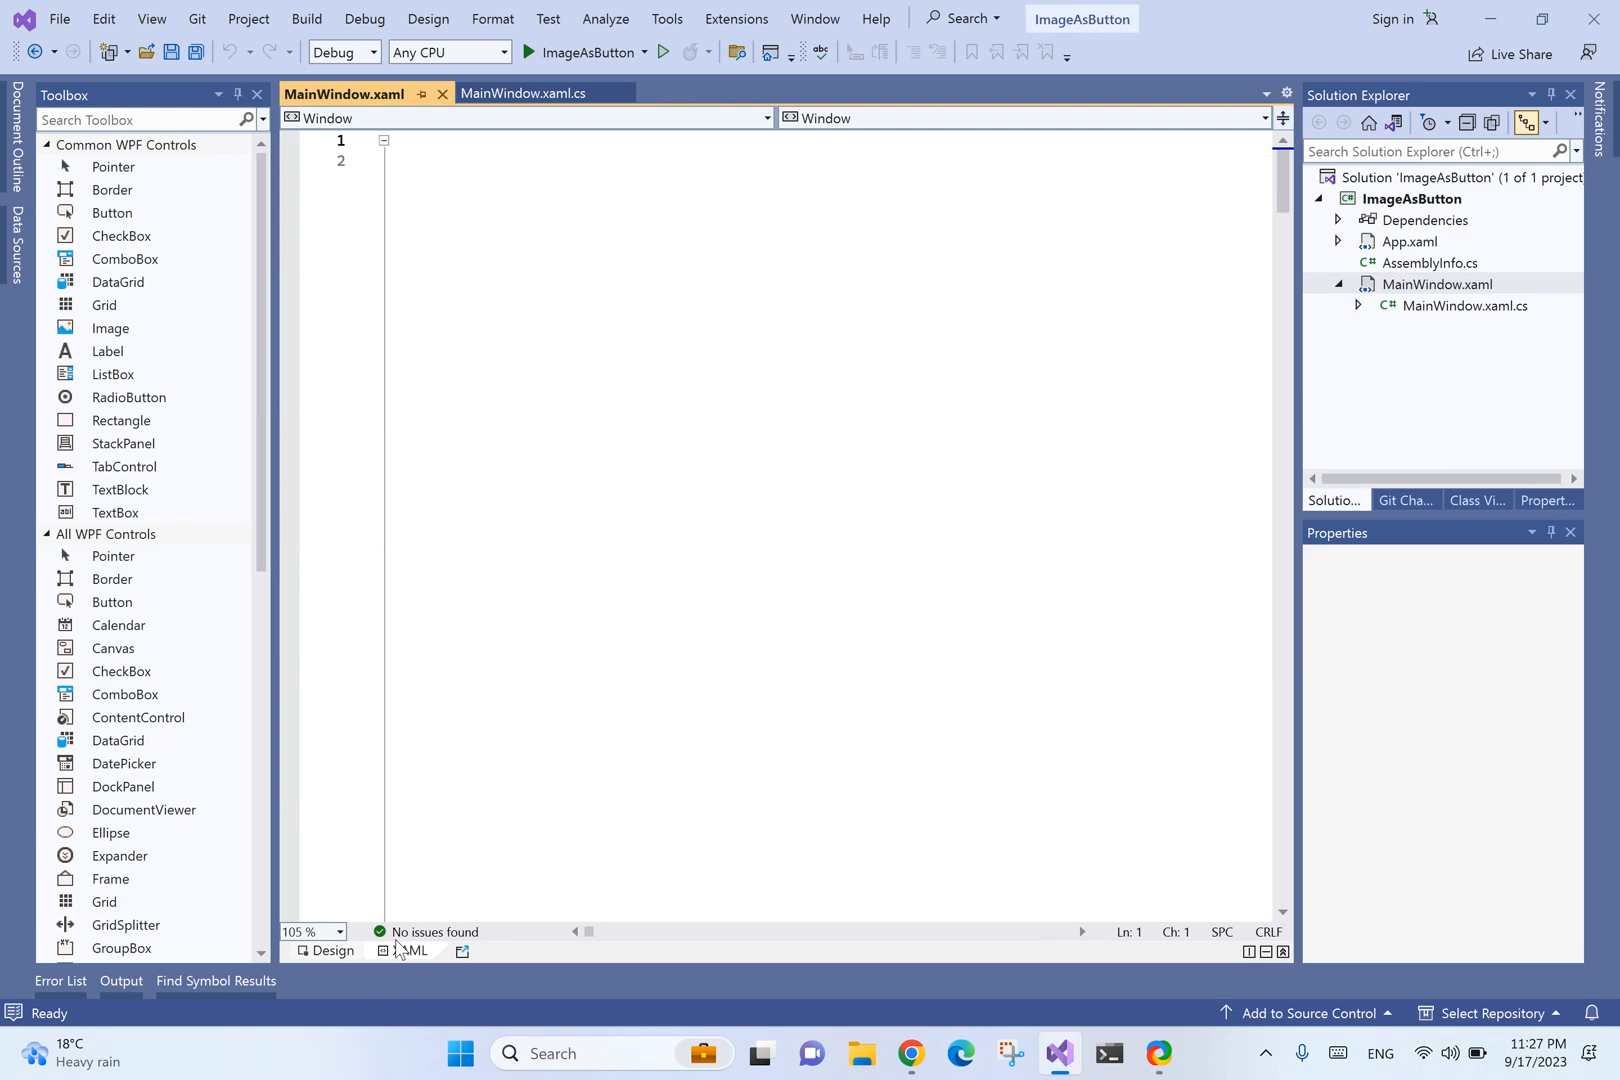 File Edit View Git Project Build Debug Design Format Test Analyze Tools Extensions Window Help Search ImageAsButton Sign in
Debug Any CPU ImageAsButton Live Share
Document Outline
Data Sources
Toolbox
Search Toolbox
Common WPF Controls
Pointer
Border
Button
CheckBox
ComboBox
DataGrid
Grid
Image
Label
ListBox
RadioButton
Rectangle
StackPanel
TabControl
TextBlock
TextBox
All WPF Controls
Pointer
Border
Button
Calendar
Canvas
CheckBox
ComboBox
ContentControl
DataGrid
DatePicker
DockPanel
DocumentViewer
Ellipse
Expander
Frame
Grid
GridSplitter
GroupBox
MainWindow.xaml MainWindow.xaml.cs
Window Window
1
2
105 % No issues found Ln: 1 Ch: 1 SPC CRLF
Design
Solution Explorer
Search Solution Explorer (Ctrl+;)
Solution 'ImageAsButton' (1 of 1 project
ImageAsButton
Dependencies
App.xaml
AssemblyInfo.cs
MainWindow.xaml
MainWindow.xaml.cs
Solutio... Git Cha... Class Vi... Propert...
Properties
Notifications
Error List Output Find Symbol Results
Ready Add to Source Control Select Repository
18°C
Heavy rain
Search
ENG
11:27 PM
9/17/2023